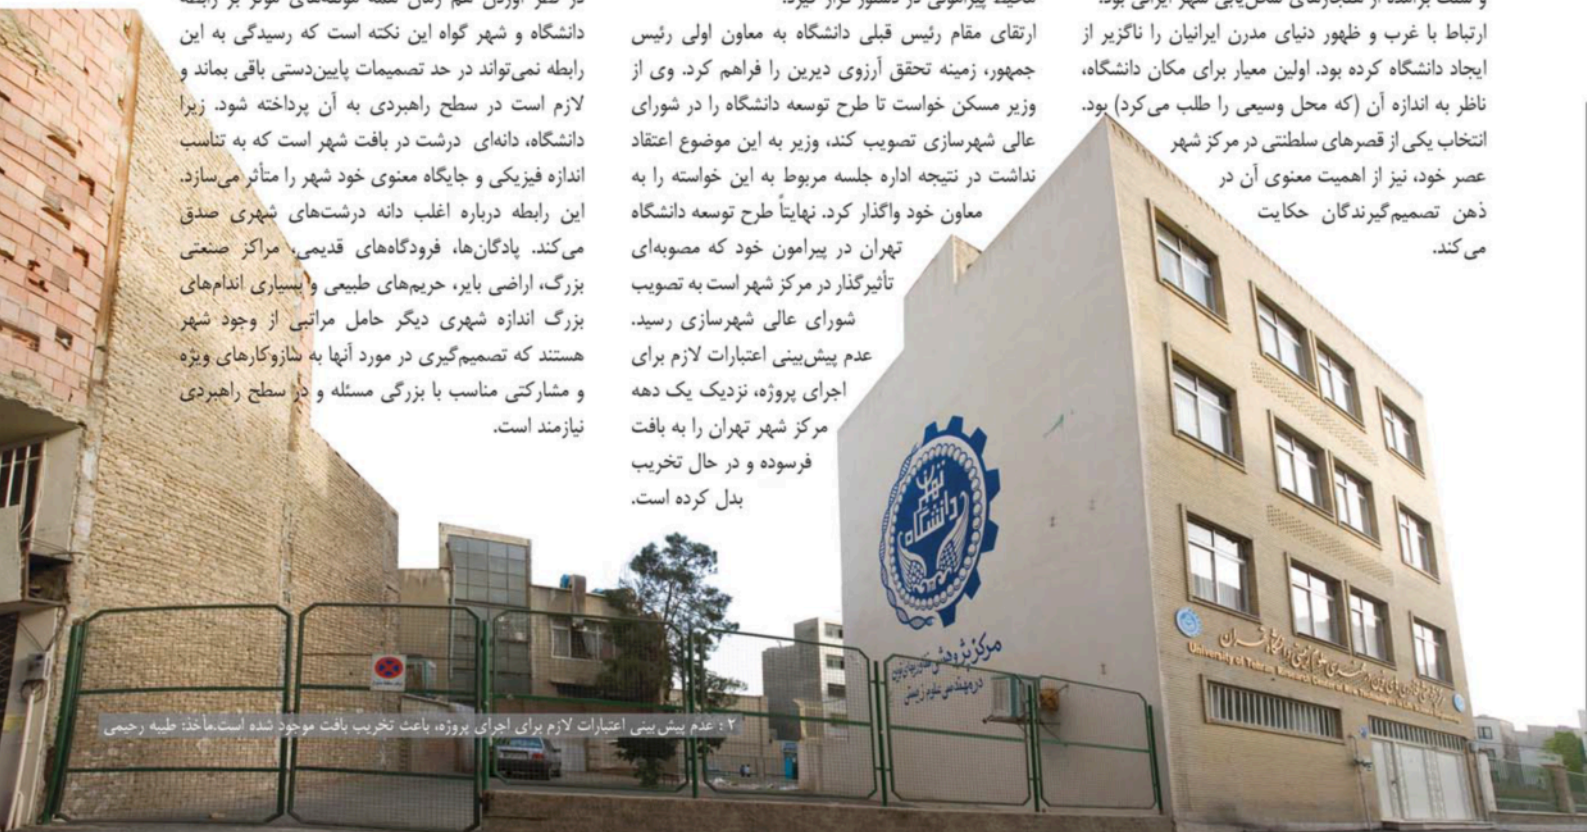 ارتباط با غرب و ظهور دنیای مدرن ایرانیان را ناگزیر از
ایجاد دانشگاه کرده بود. اولین معیار برای مکان دانشگاه،
ناظر به اندازه آن (که محل وسیعی را طلب می‌کرد) بود.
انتخاب یکی از قصرهای سلطنتی در مرکز شهر
عصر خود، نیز از اهمیت معنوی آن در
ذهن تصمیم‌گیرندگان حکایت
می‌کند.
ارتقای مقام رئیس قبلی دانشگاه به معاون اولی رئیس
جمهور، زمینه تحقق آرزوی دیرین را فراهم کرد. وی از
وزیر مسکن خواست تا طرح توسعه دانشگاه را در شورای
عالی شهرسازی تصویب کند، وزیر به این موضوع اعتقاد
نداشت در نتیجه اداره جلسه مربوط به این خواسته را به
معاون خود واگذار کرد. نهایتاً طرح توسعه دانشگاه
تهران در پیرامون خود که مصوبه‌ای
تأثیرگذار در مرکز شهر است به تصویب
شورای عالی شهرسازی رسید.
عدم پیش‌بینی اعتبارات لازم برای
اجرای پروژه، نزدیک یک دهه
مرکز شهر تهران را به بافت
فرسوده و در حال تخریب
بدل کرده است.
دانشگاه و شهر گواه این نکته است که رسیدگی به این
رابطه نمی‌تواند در حد تصمیمات پایین‌دستی باقی بماند و
لازم است در سطح راهبردی به آن پرداخته شود. زیرا
دانشگاه، دانه‌ای درشت در بافت شهر است که به تناسب
اندازه فیزیکی و جایگاه معنوی خود شهر را متأثر می‌سازد.
این رابطه درباره اغلب دانه درشت‌های شهری صدق
می‌کند. پادگان‌ها، فرودگاه‌های قدیمی، مراکز صنعتی
بزرگ، اراضی بایر، حریم‌های طبیعی و بسیاری اندام‌های
بزرگ اندازه شهری دیگر حامل مراتبی از وجود شهر
هستند که تصمیم‌گیری در مورد آنها به سازوکارهای ویژه
و مشارکتی مناسب با بزرگی مسئله و در سطح راهبردی
نیازمند است.
دانشگاه تهران
مرکز پژوهشی
University of Tehran
۲ : عدم پیش‌بینی اعتبارات لازم برای اجرای پروژه، باعث تخریب بافت موجود شده است.مأخذ: طیبه رحیمی